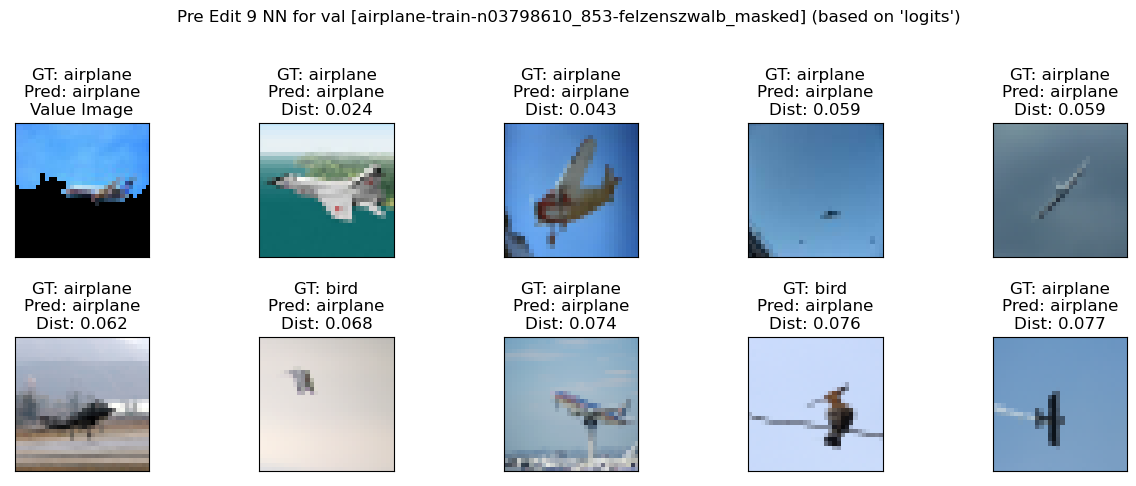 Pre Edit 9 NN for val [airplane-train-n03798610_853-felzenszwalb_masked] (based on 'logits')
GT: airplane
Pred: airplane
Value Image
GT: airplane
Pred: airplane
Dist: 0.024
GT: airplane
Pred: airplane
Dist: 0.043
GT: airplane
Pred: airplane
Dist: 0.059
GT: airplane
Pred: airplane
Dist: 0.059
GT: airplane
Pred: airplane
Dist: 0.062
GT: bird
Pred: airplane
Dist: 0.068
GT: airplane
Pred: airplane
Dist: 0.074
GT: bird
Pred: airplane
Dist: 0.076
GT: airplane
Pred: airplane
Dist: 0.077